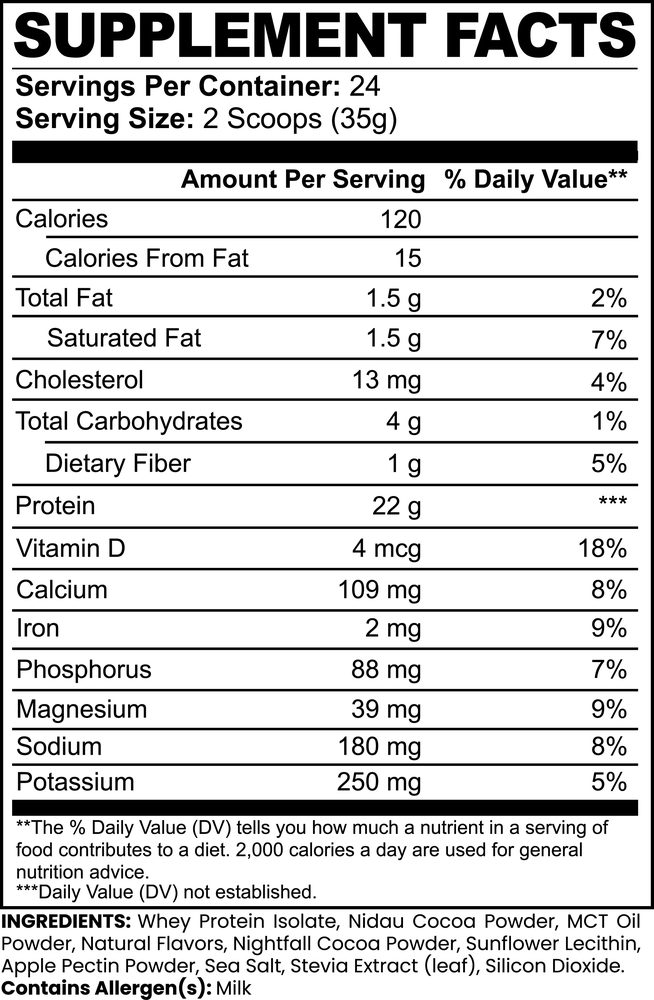 SUPPLEMENT FACTS
Servings Per Container: 24
Serving Size: 2 Scoops (35g)
Amount Per Serving % Daily Value**
Calories 120
Calories From Fat 15
Total Fat 1.5 g 2%
Saturated Fat 1.5 g 7%
Cholesterol 13 mg 4%
Total Carbohydrates 4 g 1%
Dietary Fiber 1 g 5%
Protein 22 g ***
Vitamin D 4 mcg 18%
Calcium 109 mg 8%
Iron 2 mg 9%
Phosphorus 88 mg 7%
Magnesium 39 mg 9%
Sodium 180 mg 8%
Potassium 250 mg 5%
**The % Daily Value (DV) tells you how much a nutrient in a serving of
food contributes to a diet. 2,000 calories a day are used for general
nutrition advice.
***Daily Value (DV) not established.
INGREDIENTS: Whey Protein Isolate, Nidau Cocoa Powder, MCT Oil
Powder, Natural Flavors, Nightfall Cocoa Powder, Sunflower Lecithin,
Apple Pectin Powder, Sea Salt, Stevia Extract (leaf), Silicon Dioxide.
Contains Allergen(s): Milk